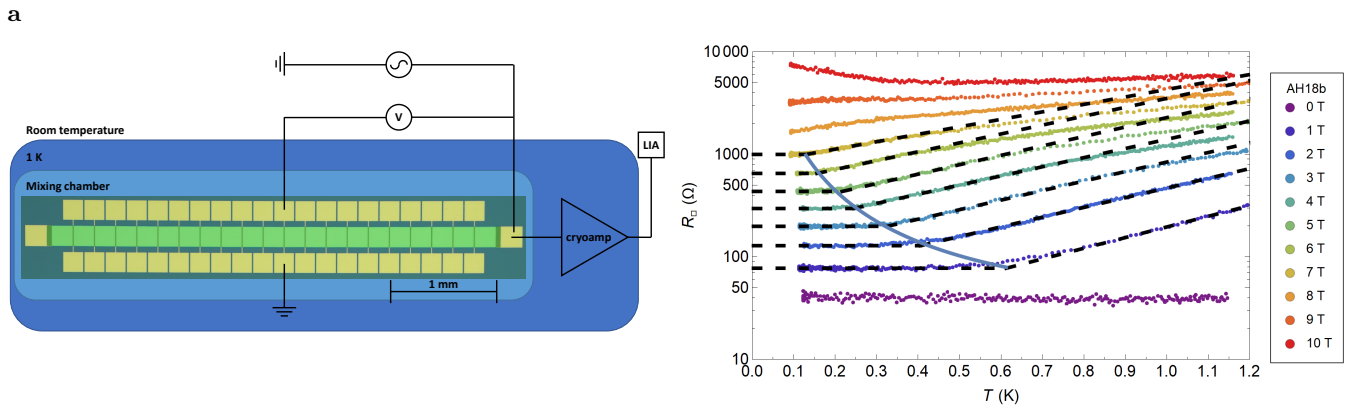 a
V
Room temperature
1 K
LIA
Mixing chamber
cryoamp
1 mm
10 000
5000
1000
500
100
50
10
R□ (Ω)
0.0 0.1 0.2 0.3 0.4 0.5 0.6 0.7 0.8 0.9 1.0 1.1 1.2
T (K)
AH18b
0 T
1 T
2 T
3 T
4 T
5 T
6 T
7 T
8 T
9 T
10 T